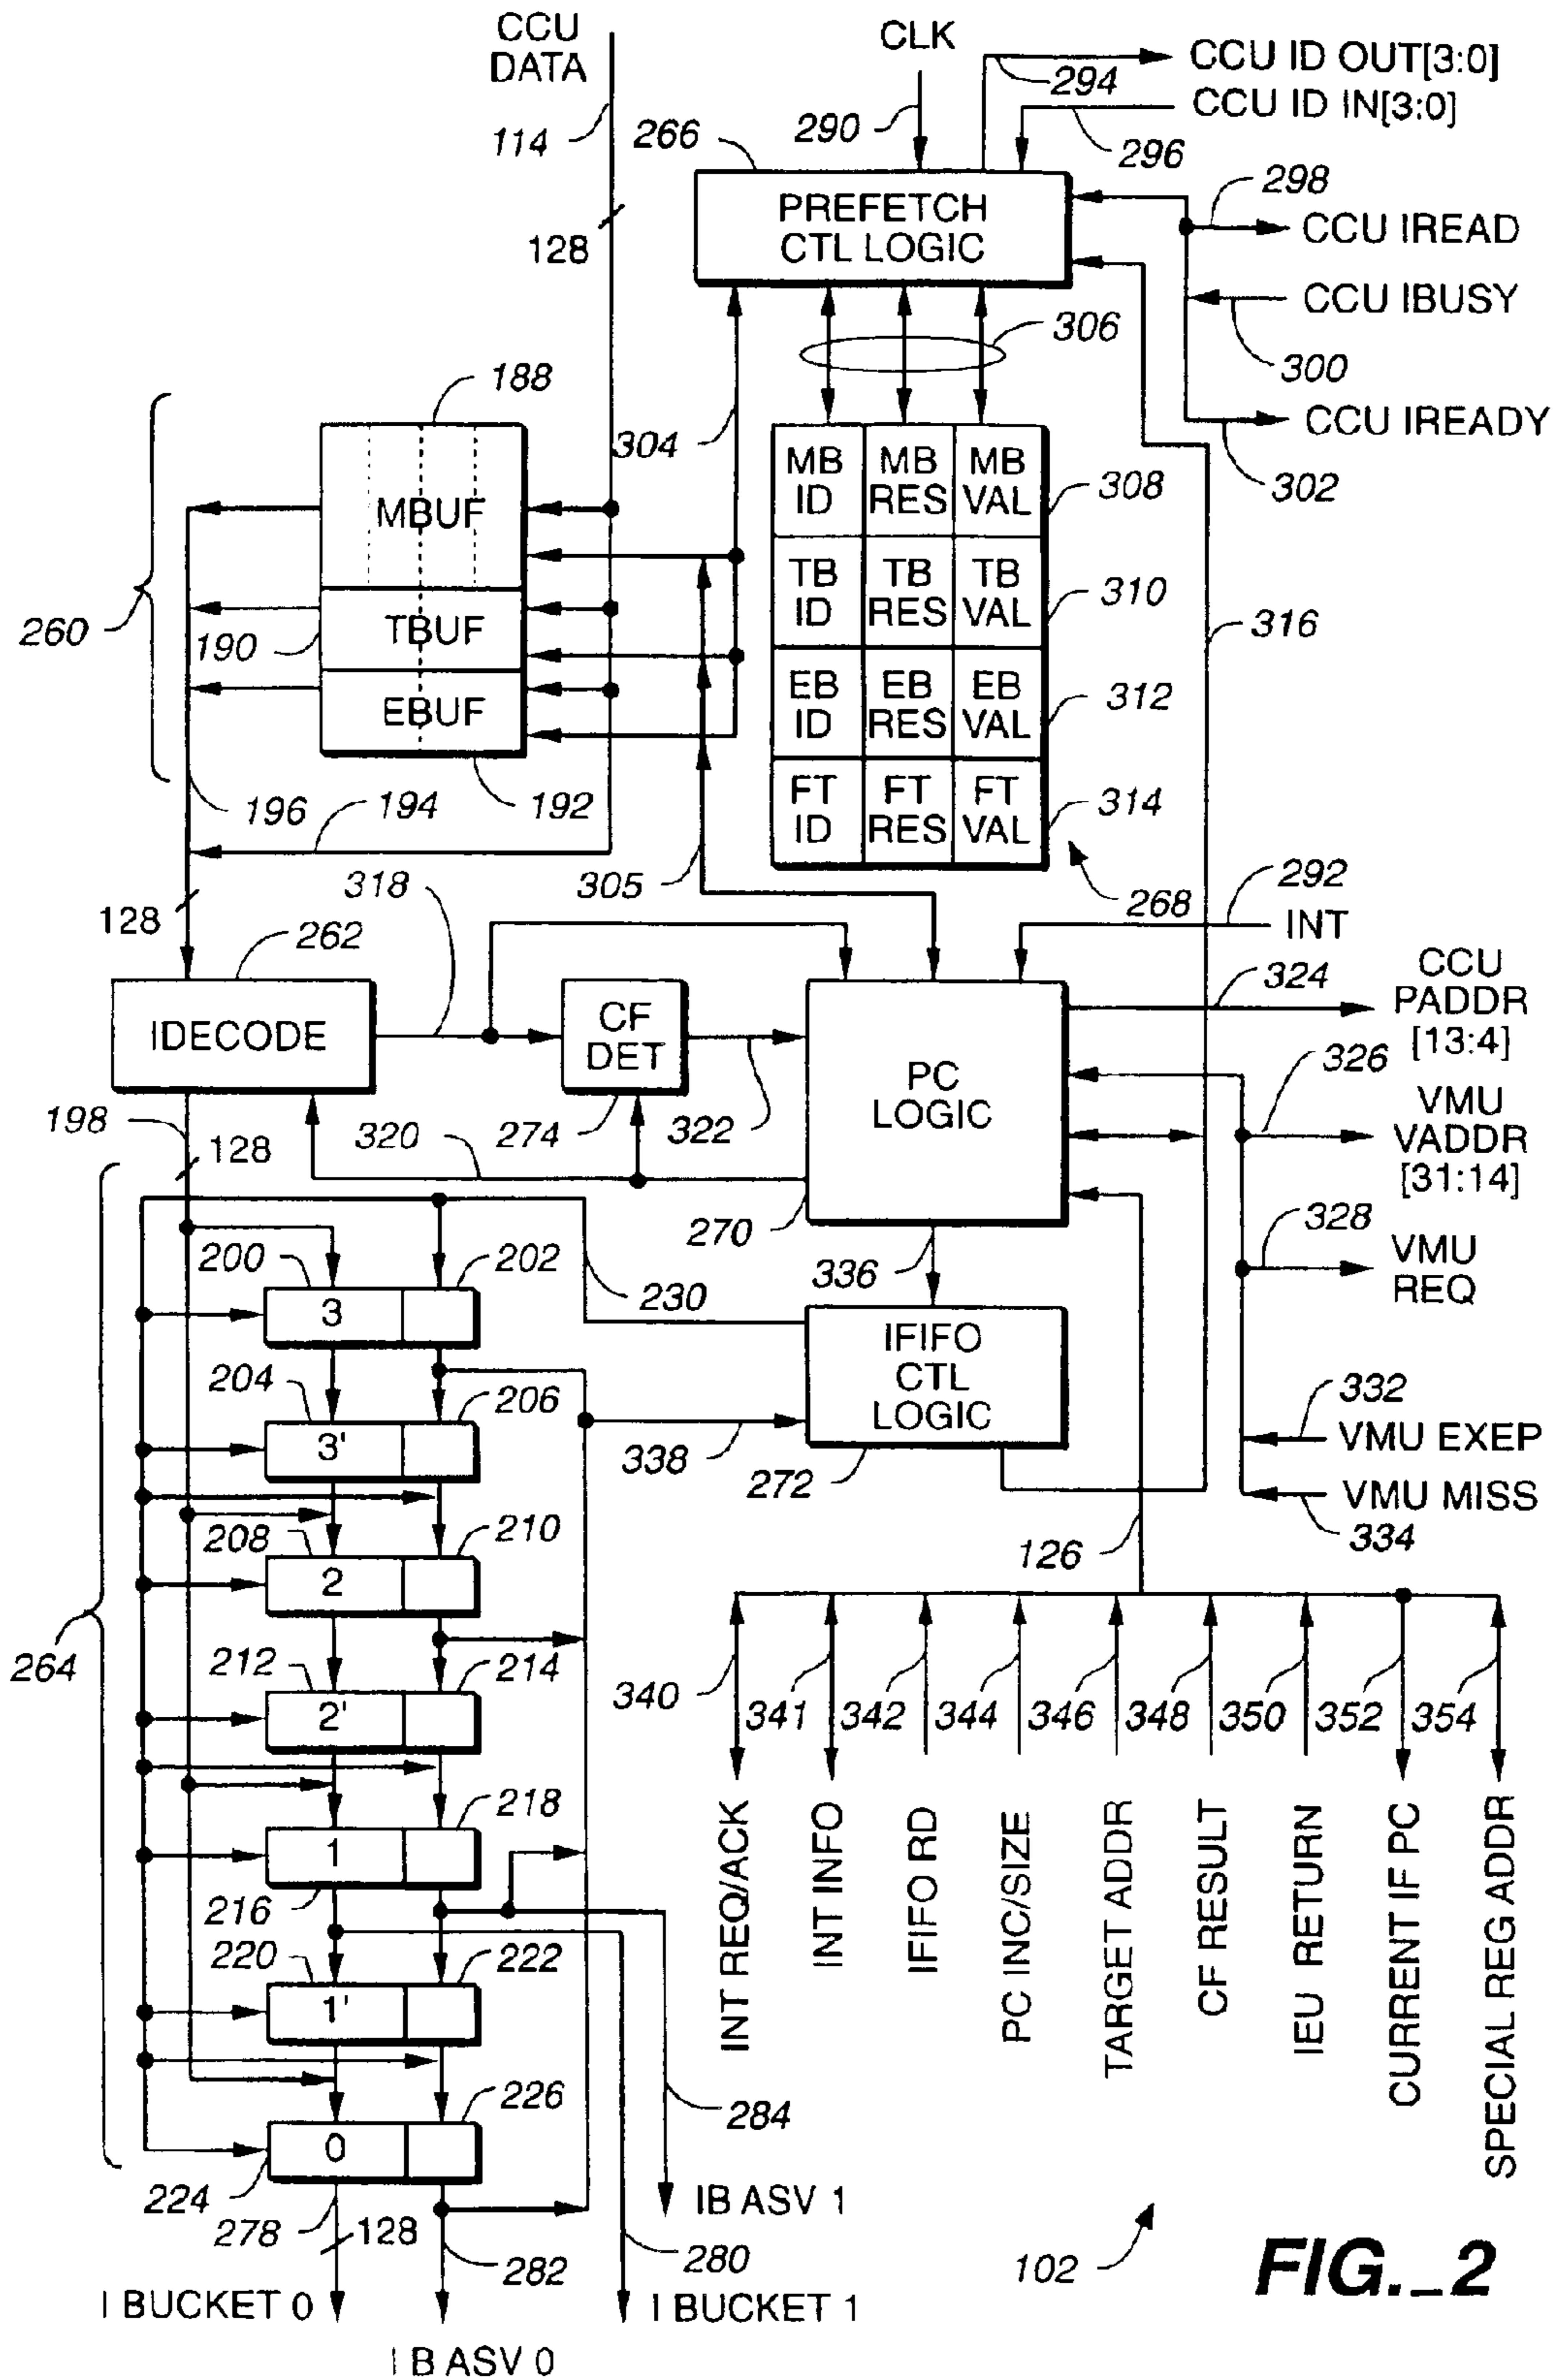 CCU
DATA
CLK
CCU ID OUT[3:0]
294
CCU ID IN[3:0]
114
290
266
296
298
PREFETCH
CTL LOGIC
CCU IREAD
128
CCU IBUSY
306
300
188
CCU IREADY
304
302
MBUF
MB
ID
MB
RES
MB
VAL
308
TB
ID
TB
RES
TB
VAL
310
260
190
TBUF
316
EBUF
EB
ID
EB
RES
EB
VAL
312
196
194
192
FT
ID
FT
RES
FT
VAL
314
318
305
292
128
268
INT
262
CCU
PADDR
[13:4]
324
IDECODE
CF
DET
PC
LOGIC
326
VMU
VADDR
[31:14]
198
128
320
274
322
270
328
VMU
REQ
200
202
230
336
3
IFIFO
CTL
LOGIC
204
206
332
VMU EXEP
3'
338
272
VMU MISS
334
208
210
126
2
264
212
214
340
341
342
344
346
348
350
352
354
2'
218
1
216
INT REQ/ACK
INT INFO
IFIFO RD
PC INC/SIZE
TARGET ADDR
CF RESULT
IEU RETURN
CURRENT IF PC
SPECIAL REG ADDR
220
222
1'
226
284
0
224
278
128
282
280
IB ASV 1
I BUCKET 0
I BUCKET 1
IB ASV 0
102
FIG._2